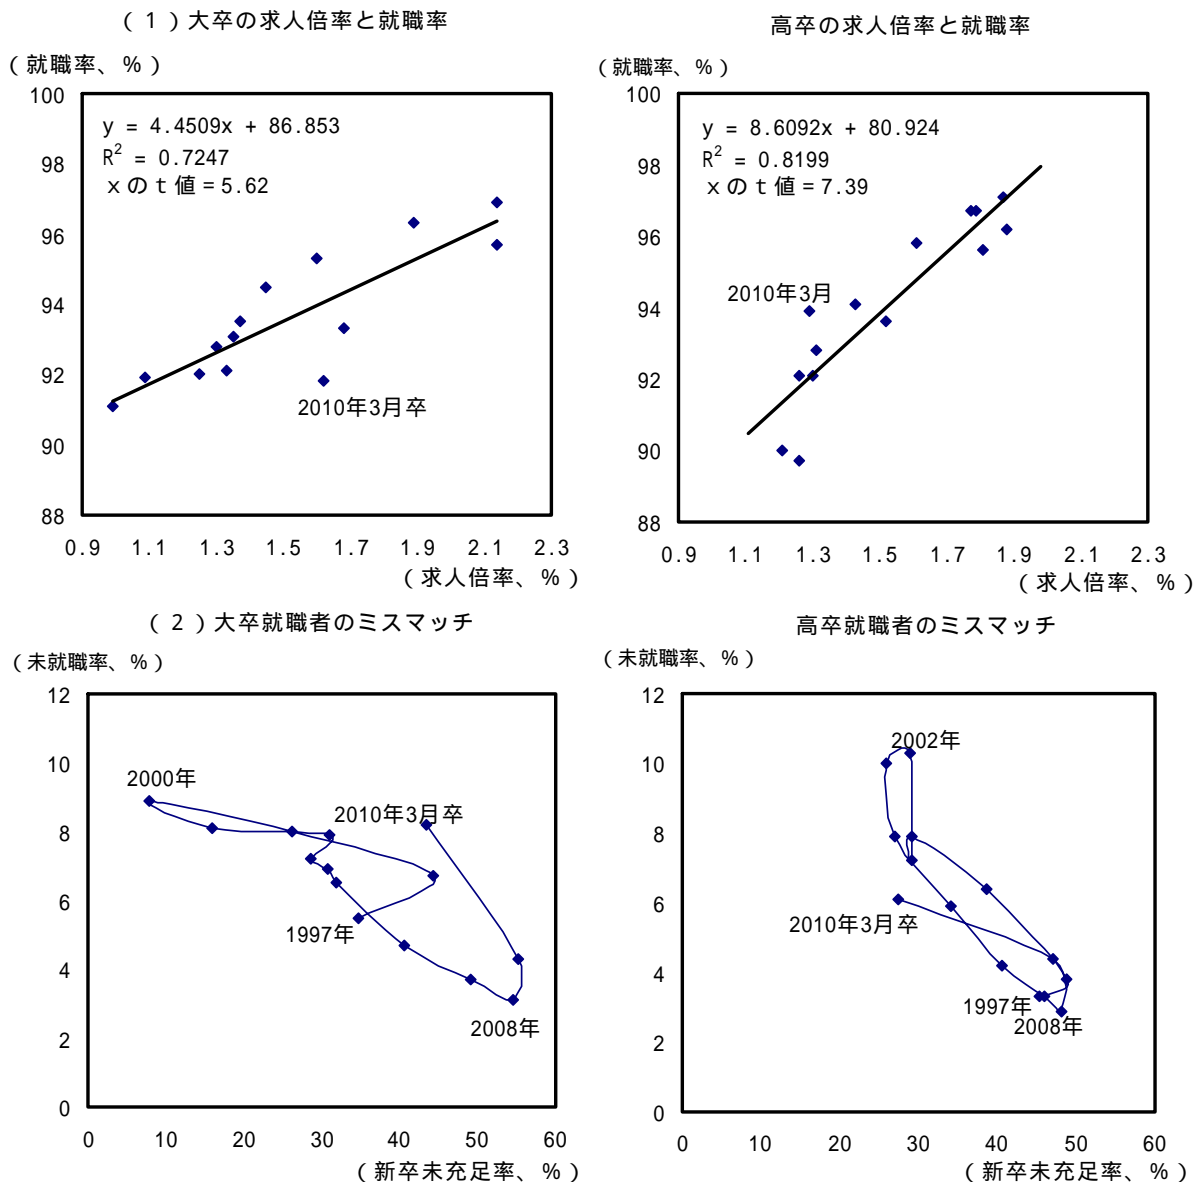 （１）大卒の求人倍率と就職率
（就職率、％）
100
98
96
94
92
90
88
y = 4.4509x + 86.853
R² = 0.7247
ｘのｔ値＝5.62
2010年3月卒
0.9 1.1 1.3 1.5 1.7 1.9 2.1 2.3
（求人倍率、％）
高卒の求人倍率と就職率
（就職率、％）
100
98
96
94
92
90
88
y = 8.6092x + 80.924
R² = 0.8199
ｘのｔ値＝7.39
2010年3月
0.9 1.1 1.3 1.5 1.7 1.9 2.1 2.3
（求人倍率、％）
（２）大卒就職者のミスマッチ
（未就職率、％）
12
10
8
6
4
2
0
2000年
2010年3月卒
1997年
2008年
0 10 20 30 40 50 60
（新卒未充足率、％）
高卒就職者のミスマッチ
（未就職率、％）
12
10
8
6
4
2
0
2002年
2010年3月卒
1997年
2008年
0 10 20 30 40 50 60
（新卒未充足率、％）